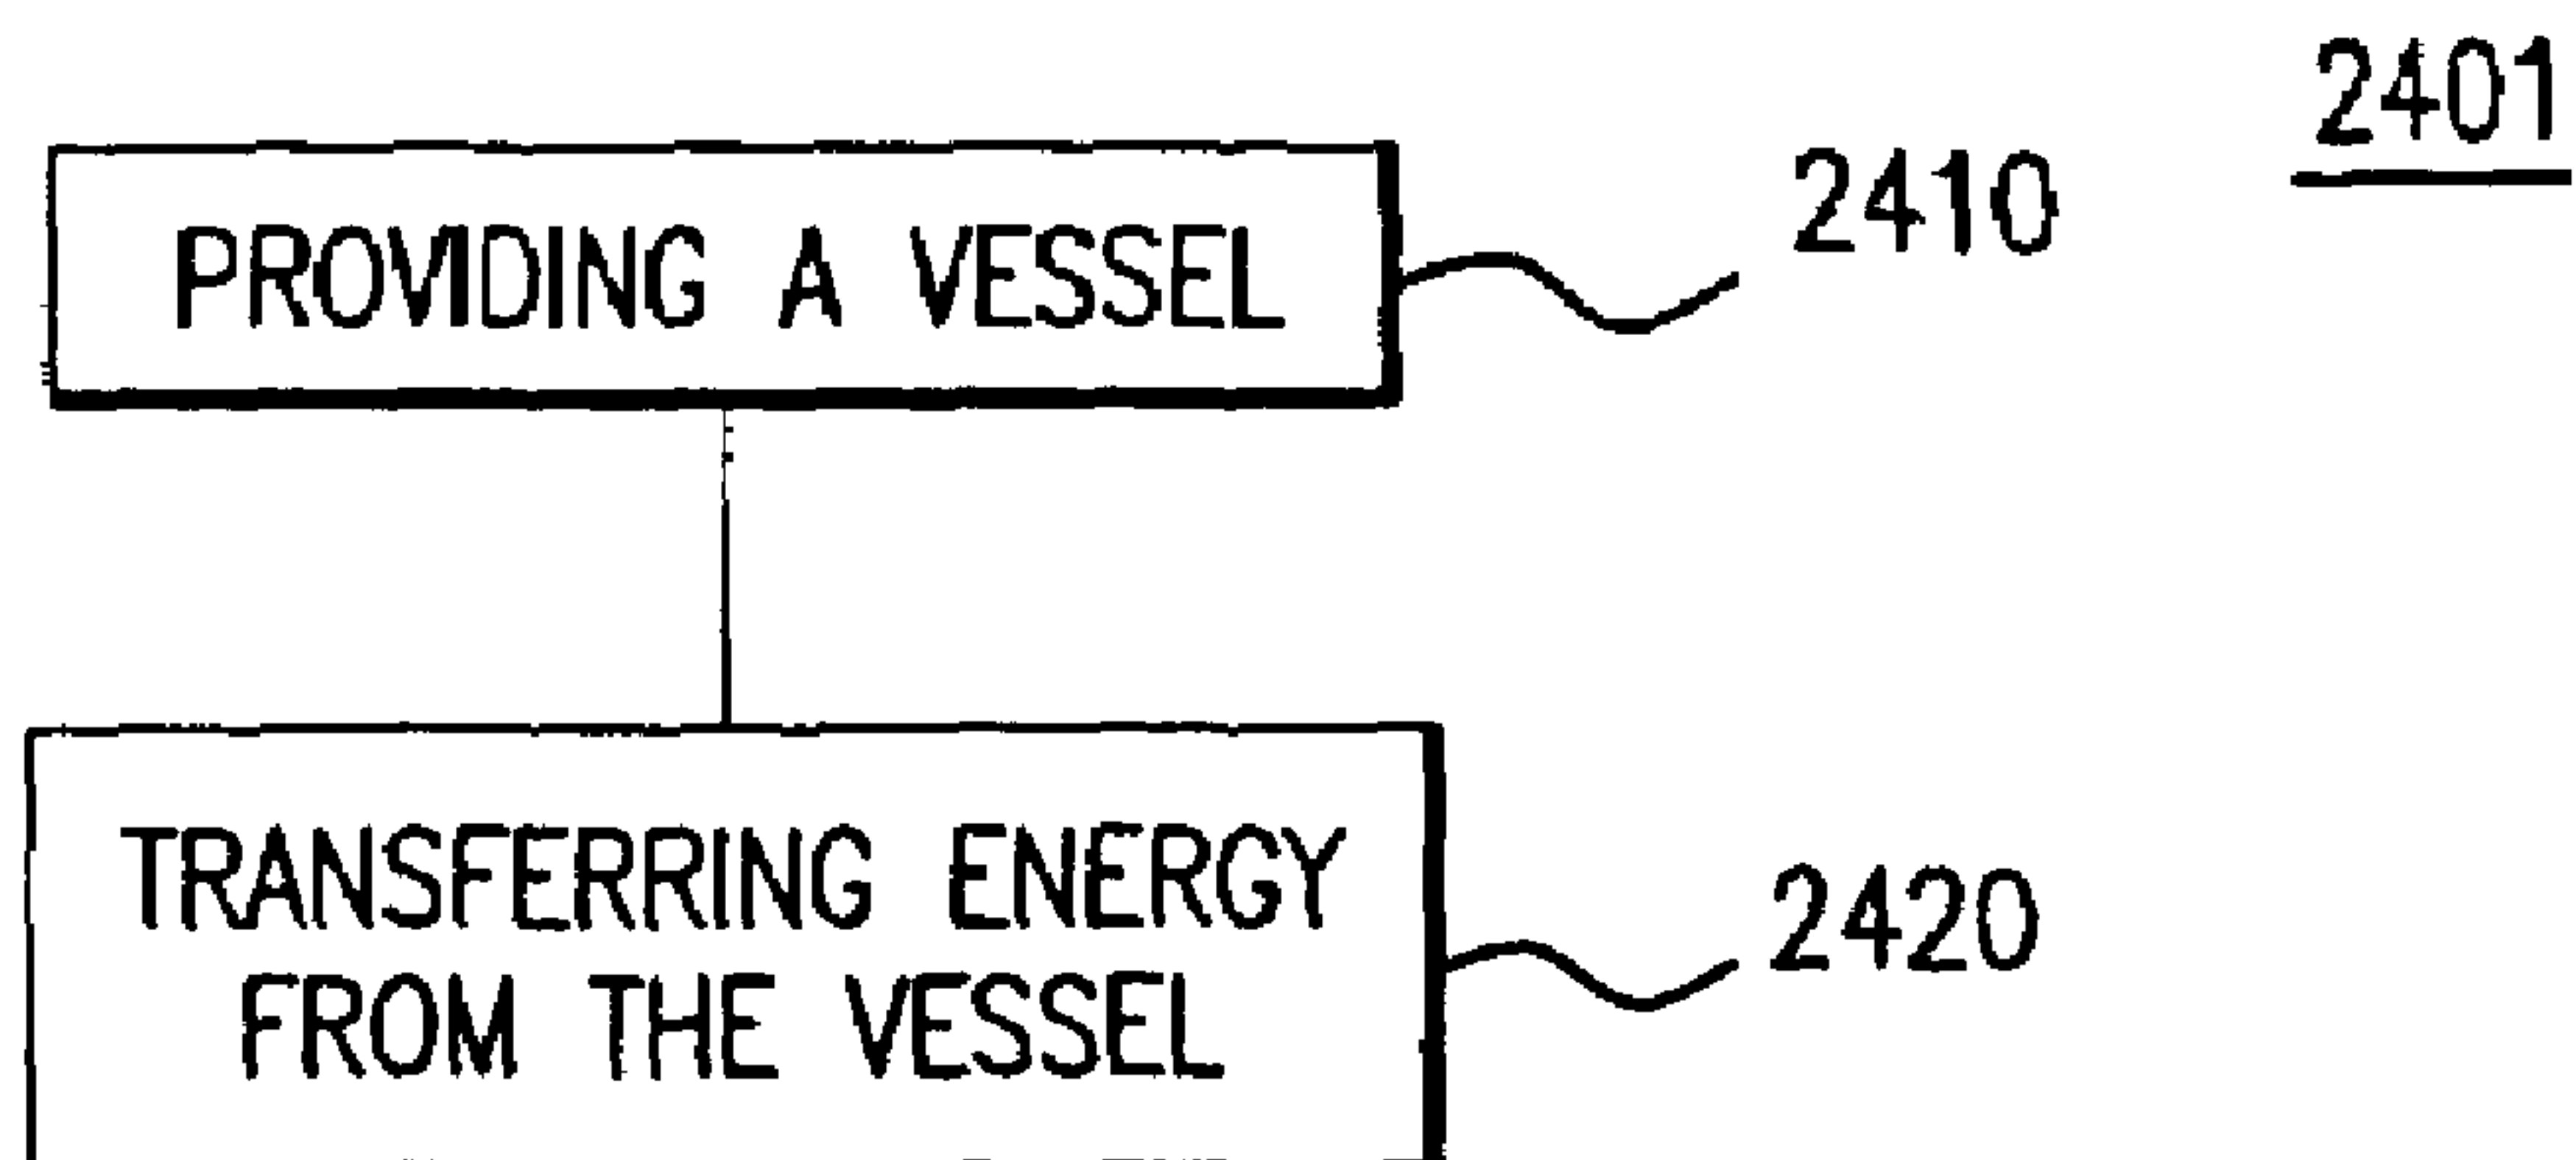 2401
PROVIDING A VESSEL
2410
TRANSFERRING ENERGY
FROM THE VESSEL
2420